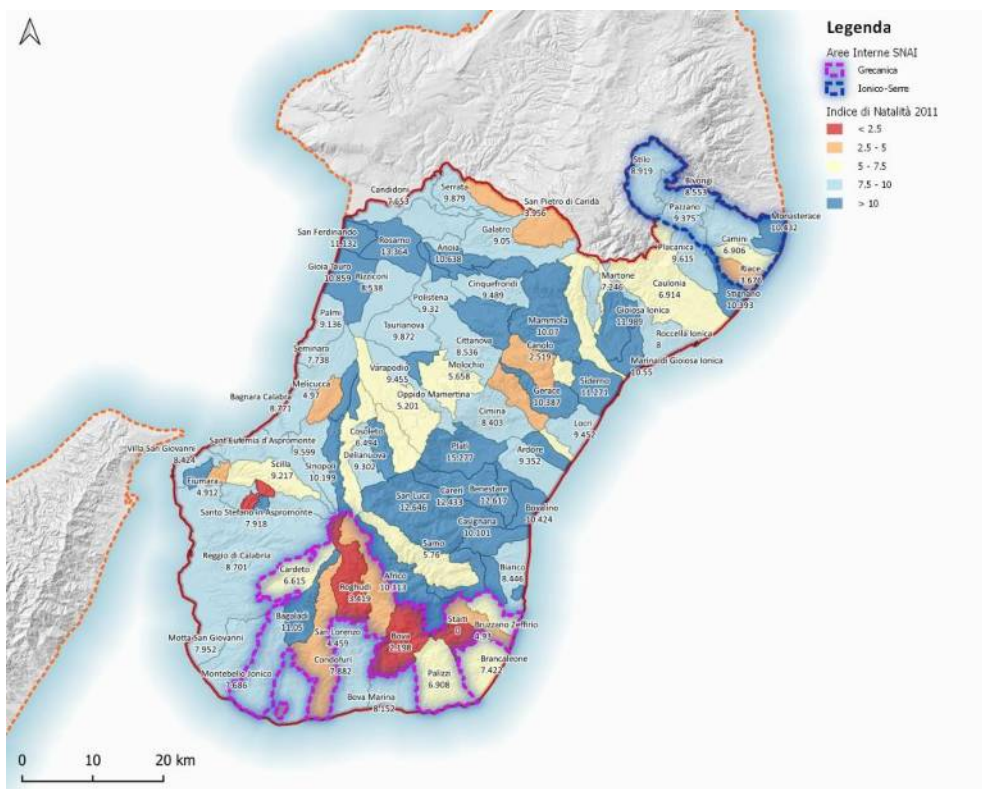 Legenda
Aree Interne SNAI
Grecanica
Ionico-Serre
Indice di Natalità 2011
< 2.5
2.5 - 5
5 - 7.5
7.5 - 10
> 10
Stilo
8.919
Bivongi
8.553
Pazzano
9.375
Monasterace
10.432
Camini
6.906
Riace
Stignano
10.393
Placanica
9.615
Caulonia
6.914
Candidoni
7.653
Serrata
9.879
San Pietro di Caridà
3.956
Galatro
9.05
San Ferdinando
11.132
Rosarno
13.364
Anoia
10.638
Gioia Tauro
10.859
Rizziconi
8.538
Cinquefrondi
9.489
Martone
7.246
Gioiosa Ionica
11.989
Polistena
9.32
Palmi
9.136
Taurianova
9.872
Mammola
10.07
Roccella Ionica
8
Cittanova
8.536
Canolo
2.519
Marina di Gioiosa Ionica
10.55
Seminara
7.738
Molochio
5.658
Varapodio
9.455
Siderno
11.271
Melicucca
4.97
Gerace
10.387
Oppido Mamertina
5.201
Bagnara Calabra
8.771
Cimina
8.403
Locri
9.452
Cosoleto
6.494
Sant'Eufemia d'Aspromonte
9.599
Platì
15.277
Ardore
9.352
Delianuova
9.302
Villa San Giovanni
8.424
Scilla
9.217
Sinopoli
10.199
Fiumara
4.912
San Luca
12.646
Careri
12.433
Benestare
12.617
Bovalino
10.424
Santo Stefano in Aspromonte
7.918
Casignana
10.101
Samo
5.76
Reggio di Calabria
8.701
Cardeto
6.615
Bianco
8.446
Africo
10.313
Roghudi
3.419
Bagaladi
11.05
Staiti
0
Bruzzano Zeffirio
4.93
San Lorenzo
4.459
Bova
2.198
Motta San Giovanni
7.952
Condofuri
7.882
Brancaleone
7.422
Montebello Jonico
7.686
Palizzi
6.908
Bova Marina
8.152
0 10 20 km